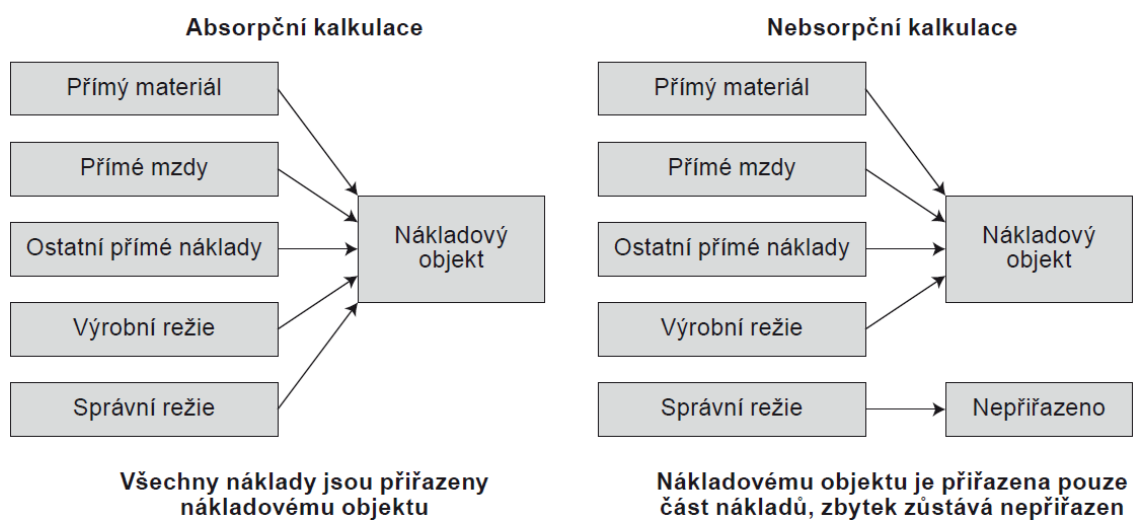 Absorpční kalkulace
Přímý materiál
Přímé mzdy
Ostatní přímé náklady
Výrobní režie
Správní režie
Nákladový
objekt
Všechny náklady jsou přiřazeny
nákladovému objektu
Nebsorpční kalkulace
Přímý materiál
Přímé mzdy
Ostatní přímé náklady
Výrobní režie
Správní režie
Nákladový
objekt
Nepřiřazeno
Nákladovému objektu je přiřazena pouze
část nákladů, zbytek zůstává nepřiřazen